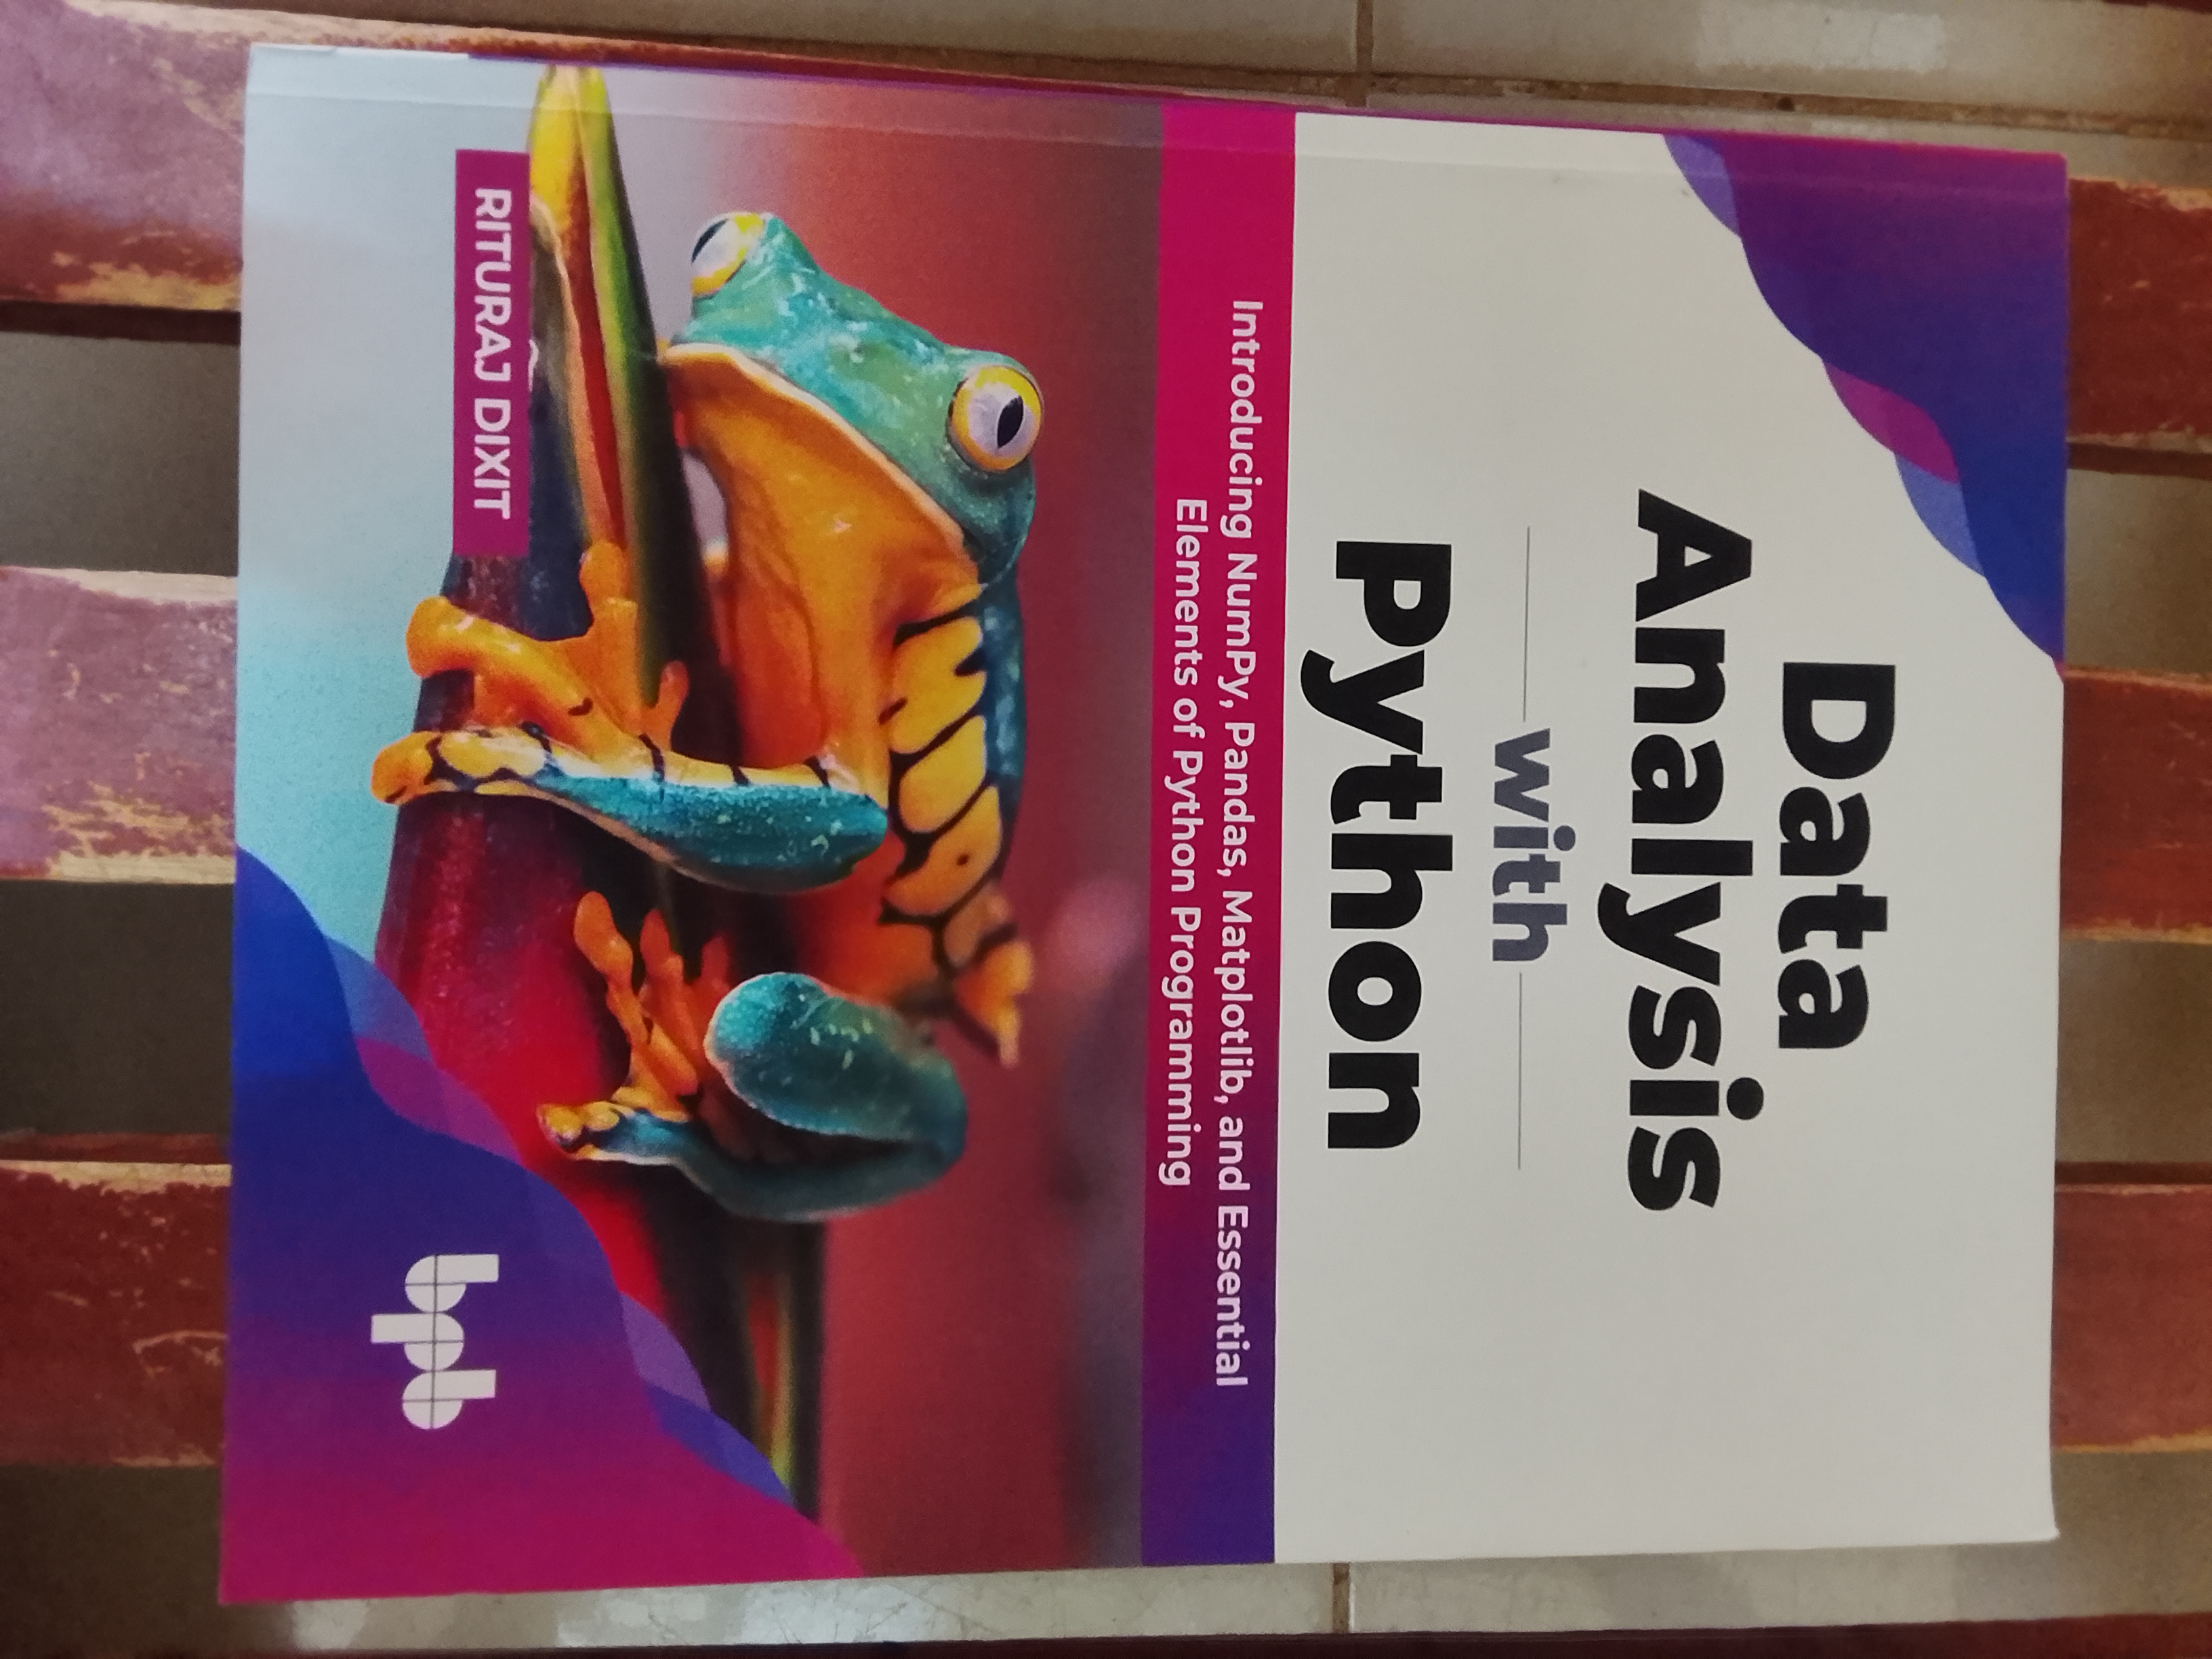 Data
Analysis
with
Python
Introducing NumPy, Pandas, Matplotlib, and Essential
Elements of Python Programming
RITURAJ DIXIT
bpb